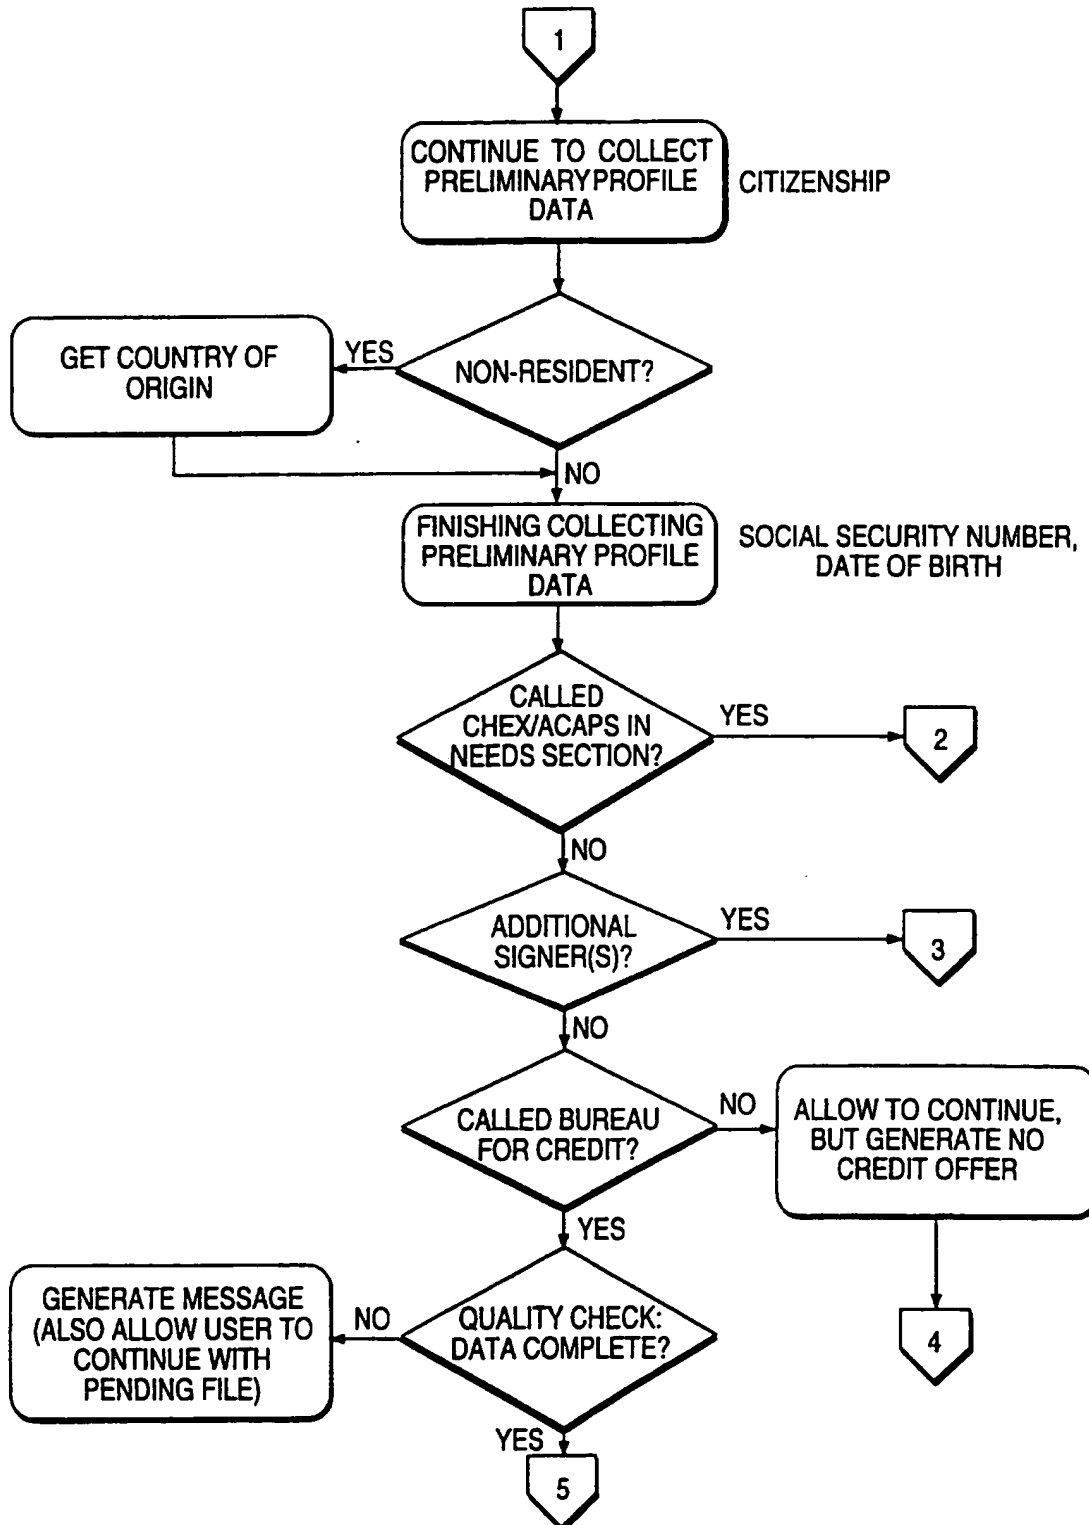 1
CONTINUE TO COLLECT
PRELIMINARY PROFILE
DATA
CITIZENSHIP
GET COUNTRY OF
ORIGIN
YES
NON-RESIDENT?
NO
FINISHING COLLECTING
PRELIMINARY PROFILE
DATA
SOCIAL SECURITY NUMBER,
DATE OF BIRTH
CALLED
CHEX/ACAPS IN
NEEDS SECTION?
YES
2
NO
ADDITIONAL
SIGNER(S)?
YES
3
NO
CALLED BUREAU
FOR CREDIT?
NO
ALLOW TO CONTINUE,
BUT GENERATE NO
CREDIT OFFER
YES
4
GENERATE MESSAGE
(ALSO ALLOW USER TO
CONTINUE WITH
PENDING FILE)
NO
QUALITY CHECK:
DATA COMPLETE?
YES
5